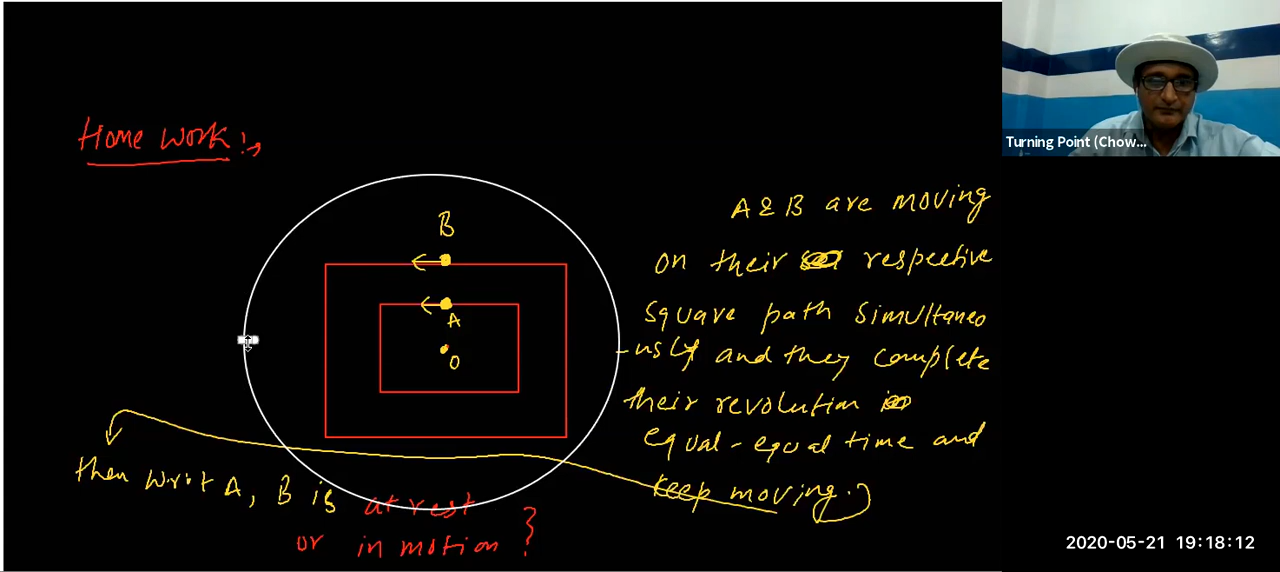 Home work:→
B
A
O
A & B are moving
on their respective
square path simultaneo
-usly and they complete
their revolution in
equal-equal time and
keep moving.
then w.r.t A, B is at rest
or in motion?
Turning Point (Chow...
2020-05-21 19:18:12